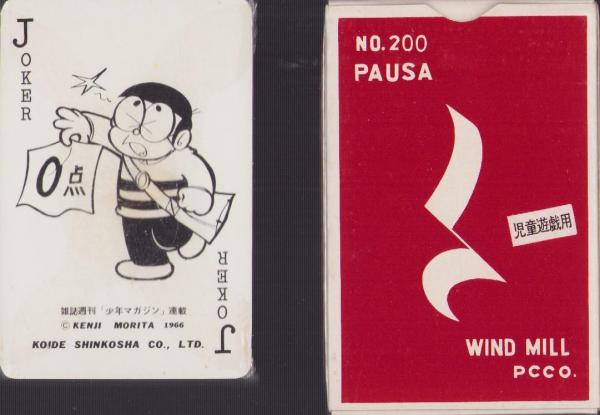 JOKER
0点
雑誌週刊「少年マガジン」連載
© KENJI MORITA 1966
KOIDE SHINKOSHA CO., LTD.
JOKER
NO.200
PAUSA
児童遊戯用
WIND MILL
PCCO.